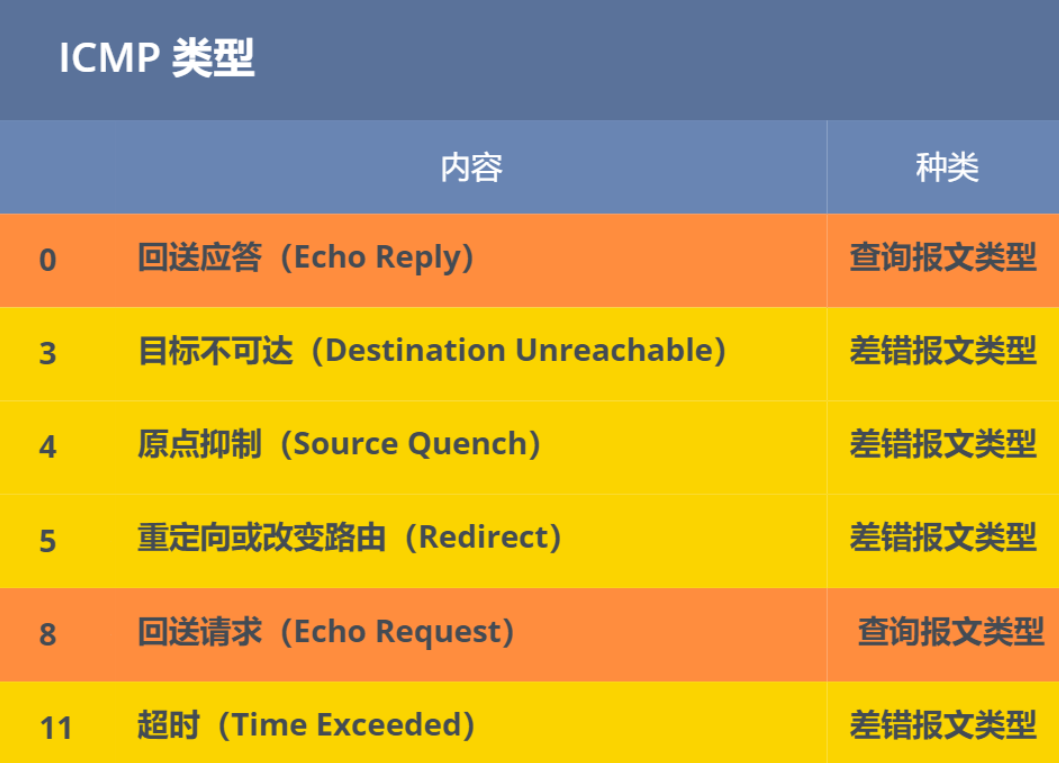 ICMP 类型
内容 种类
0 回送应答（Echo Reply） 查询报文类型
3 目标不可达（Destination Unreachable） 差错报文类型
4 原点抑制（Source Quench） 差错报文类型
5 重定向或改变路由（Redirect） 差错报文类型
8 回送请求（Echo Request） 查询报文类型
11 超时（Time Exceeded） 差错报文类型